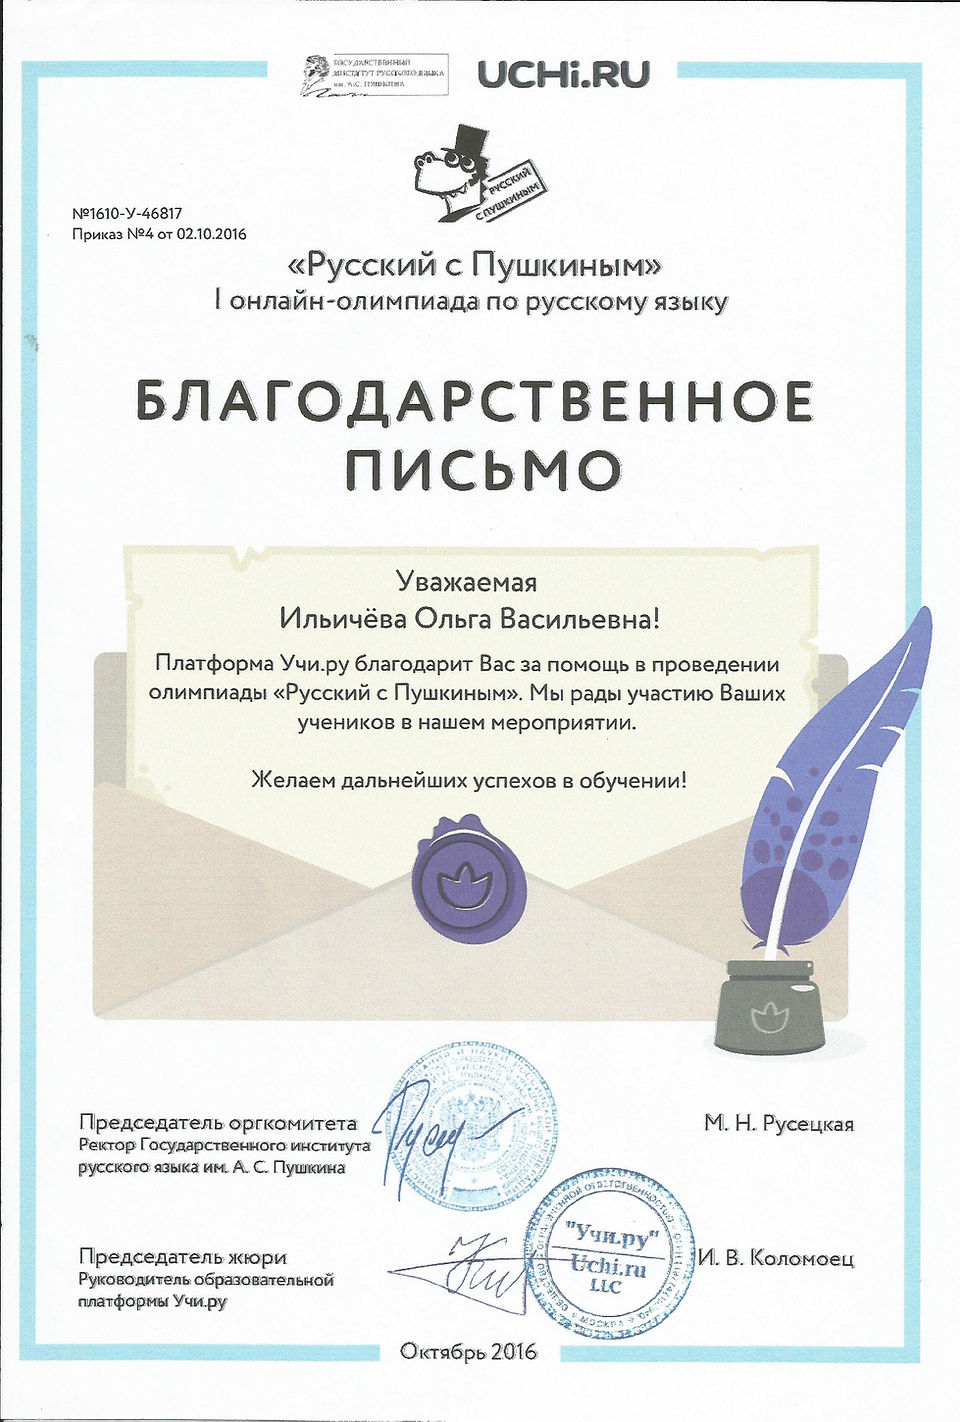 ГОСУДАРСТВЕННЫЙ
ИНСТИТУТ РУССКОГО ЯЗЫКА
им. А.С. ПУШКИНА
UCHi.RU
РУССКИЙ
С ПУШКИНЫМ
№1610-У-46817
Приказ №4 от 02.10.2016
«Русский с Пушкиным»
I онлайн-олимпиада по русскому языку
БЛАГОДАРСТВЕННОЕ
ПИСЬМО
Уважаемая
Ильичёва Ольга Васильевна!
Платформа Учи.ру благодарит Вас за помощь в проведении
олимпиады «Русский с Пушкиным». Мы рады участию Ваших
учеников в нашем мероприятии.
Желаем дальнейших успехов в обучении!
Председатель оргкомитета
Ректор Государственного института
русского языка им. А. С. Пушкина
М. Н. Русецкая
Председатель жюри
Руководитель образовательной
платформы Учи.ру
И. В. Коломоец
"Учи.ру"
Uchi.ru
LLC
МОСКВА
Октябрь 2016